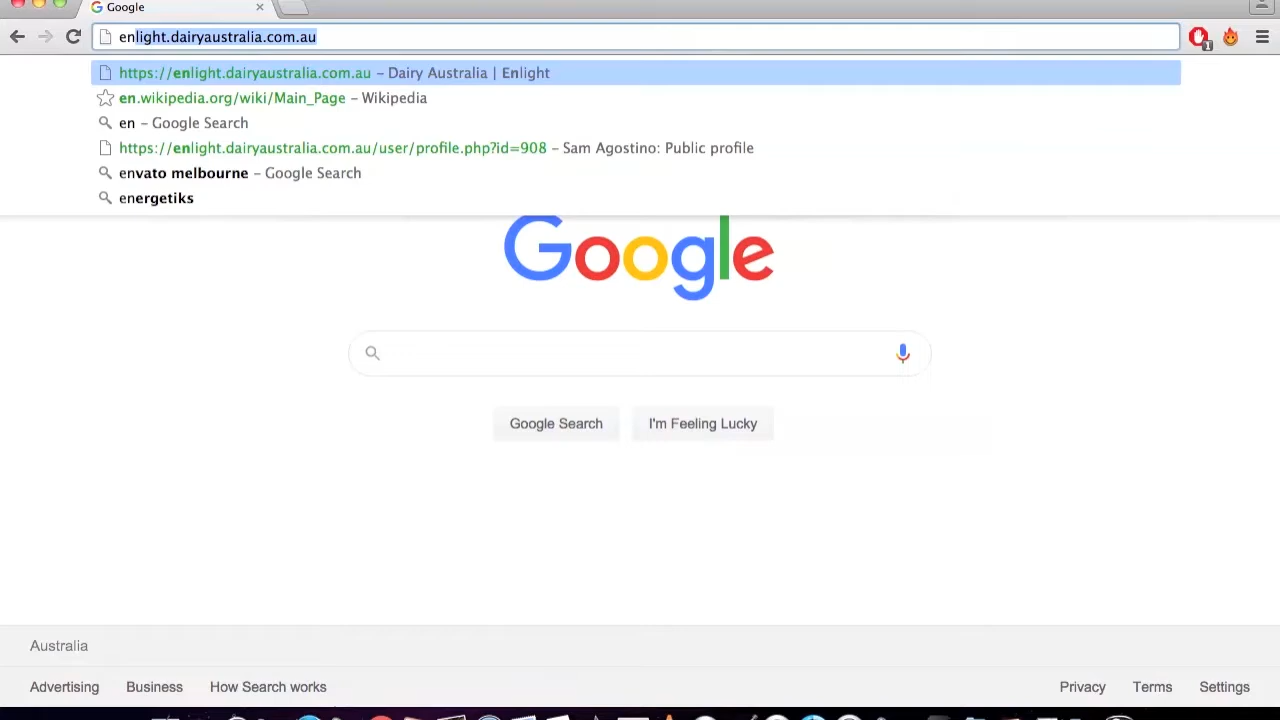 Google
enlight.dairyaustralia.com.au
1
https://enlight.dairyaustralia.com.au – Dairy Australia | Enlight
en.wikipedia.org/wiki/Main_Page – Wikipedia
en – Google Search
https://enlight.dairyaustralia.com.au/user/profile.php?id=908 – Sam Agostino: Public profile
envato melbourne – Google Search
energetiks
Google
Google Search
I'm Feeling Lucky
Australia
Advertising
Business
How Search works
Privacy
Terms
Settings